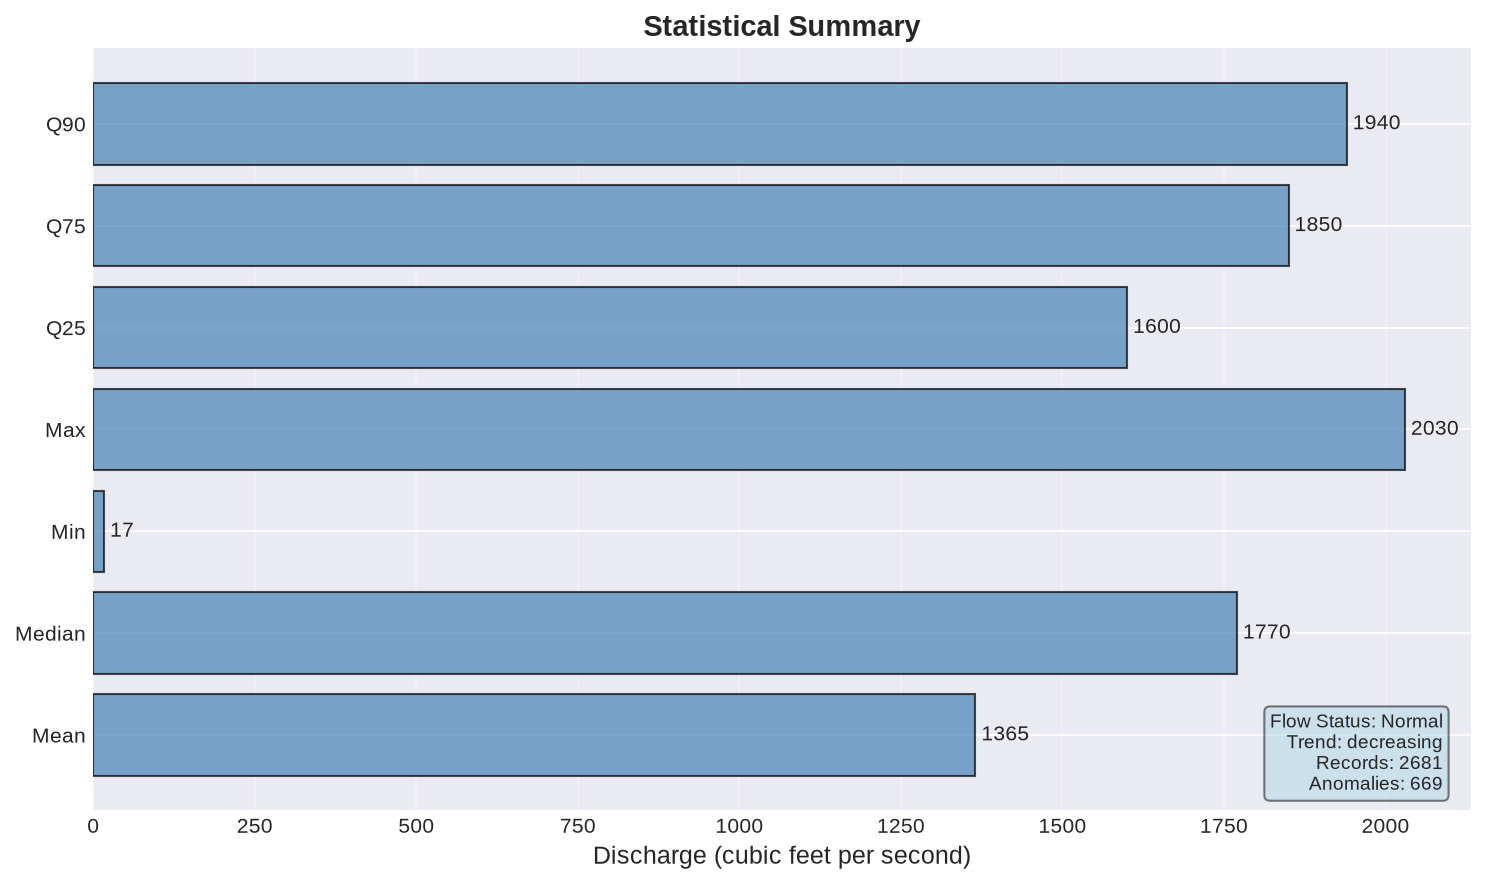 Statistical Summary
Q90
1940
Q75
1850
Q25
1600
Max
2030
Min
17
Median
1770
Mean
1365
Flow Status: Normal
Trend: decreasing
Records: 2681
Anomalies: 669
0 250 500 750 1000 1250 1500 1750 2000
Discharge (cubic feet per second)